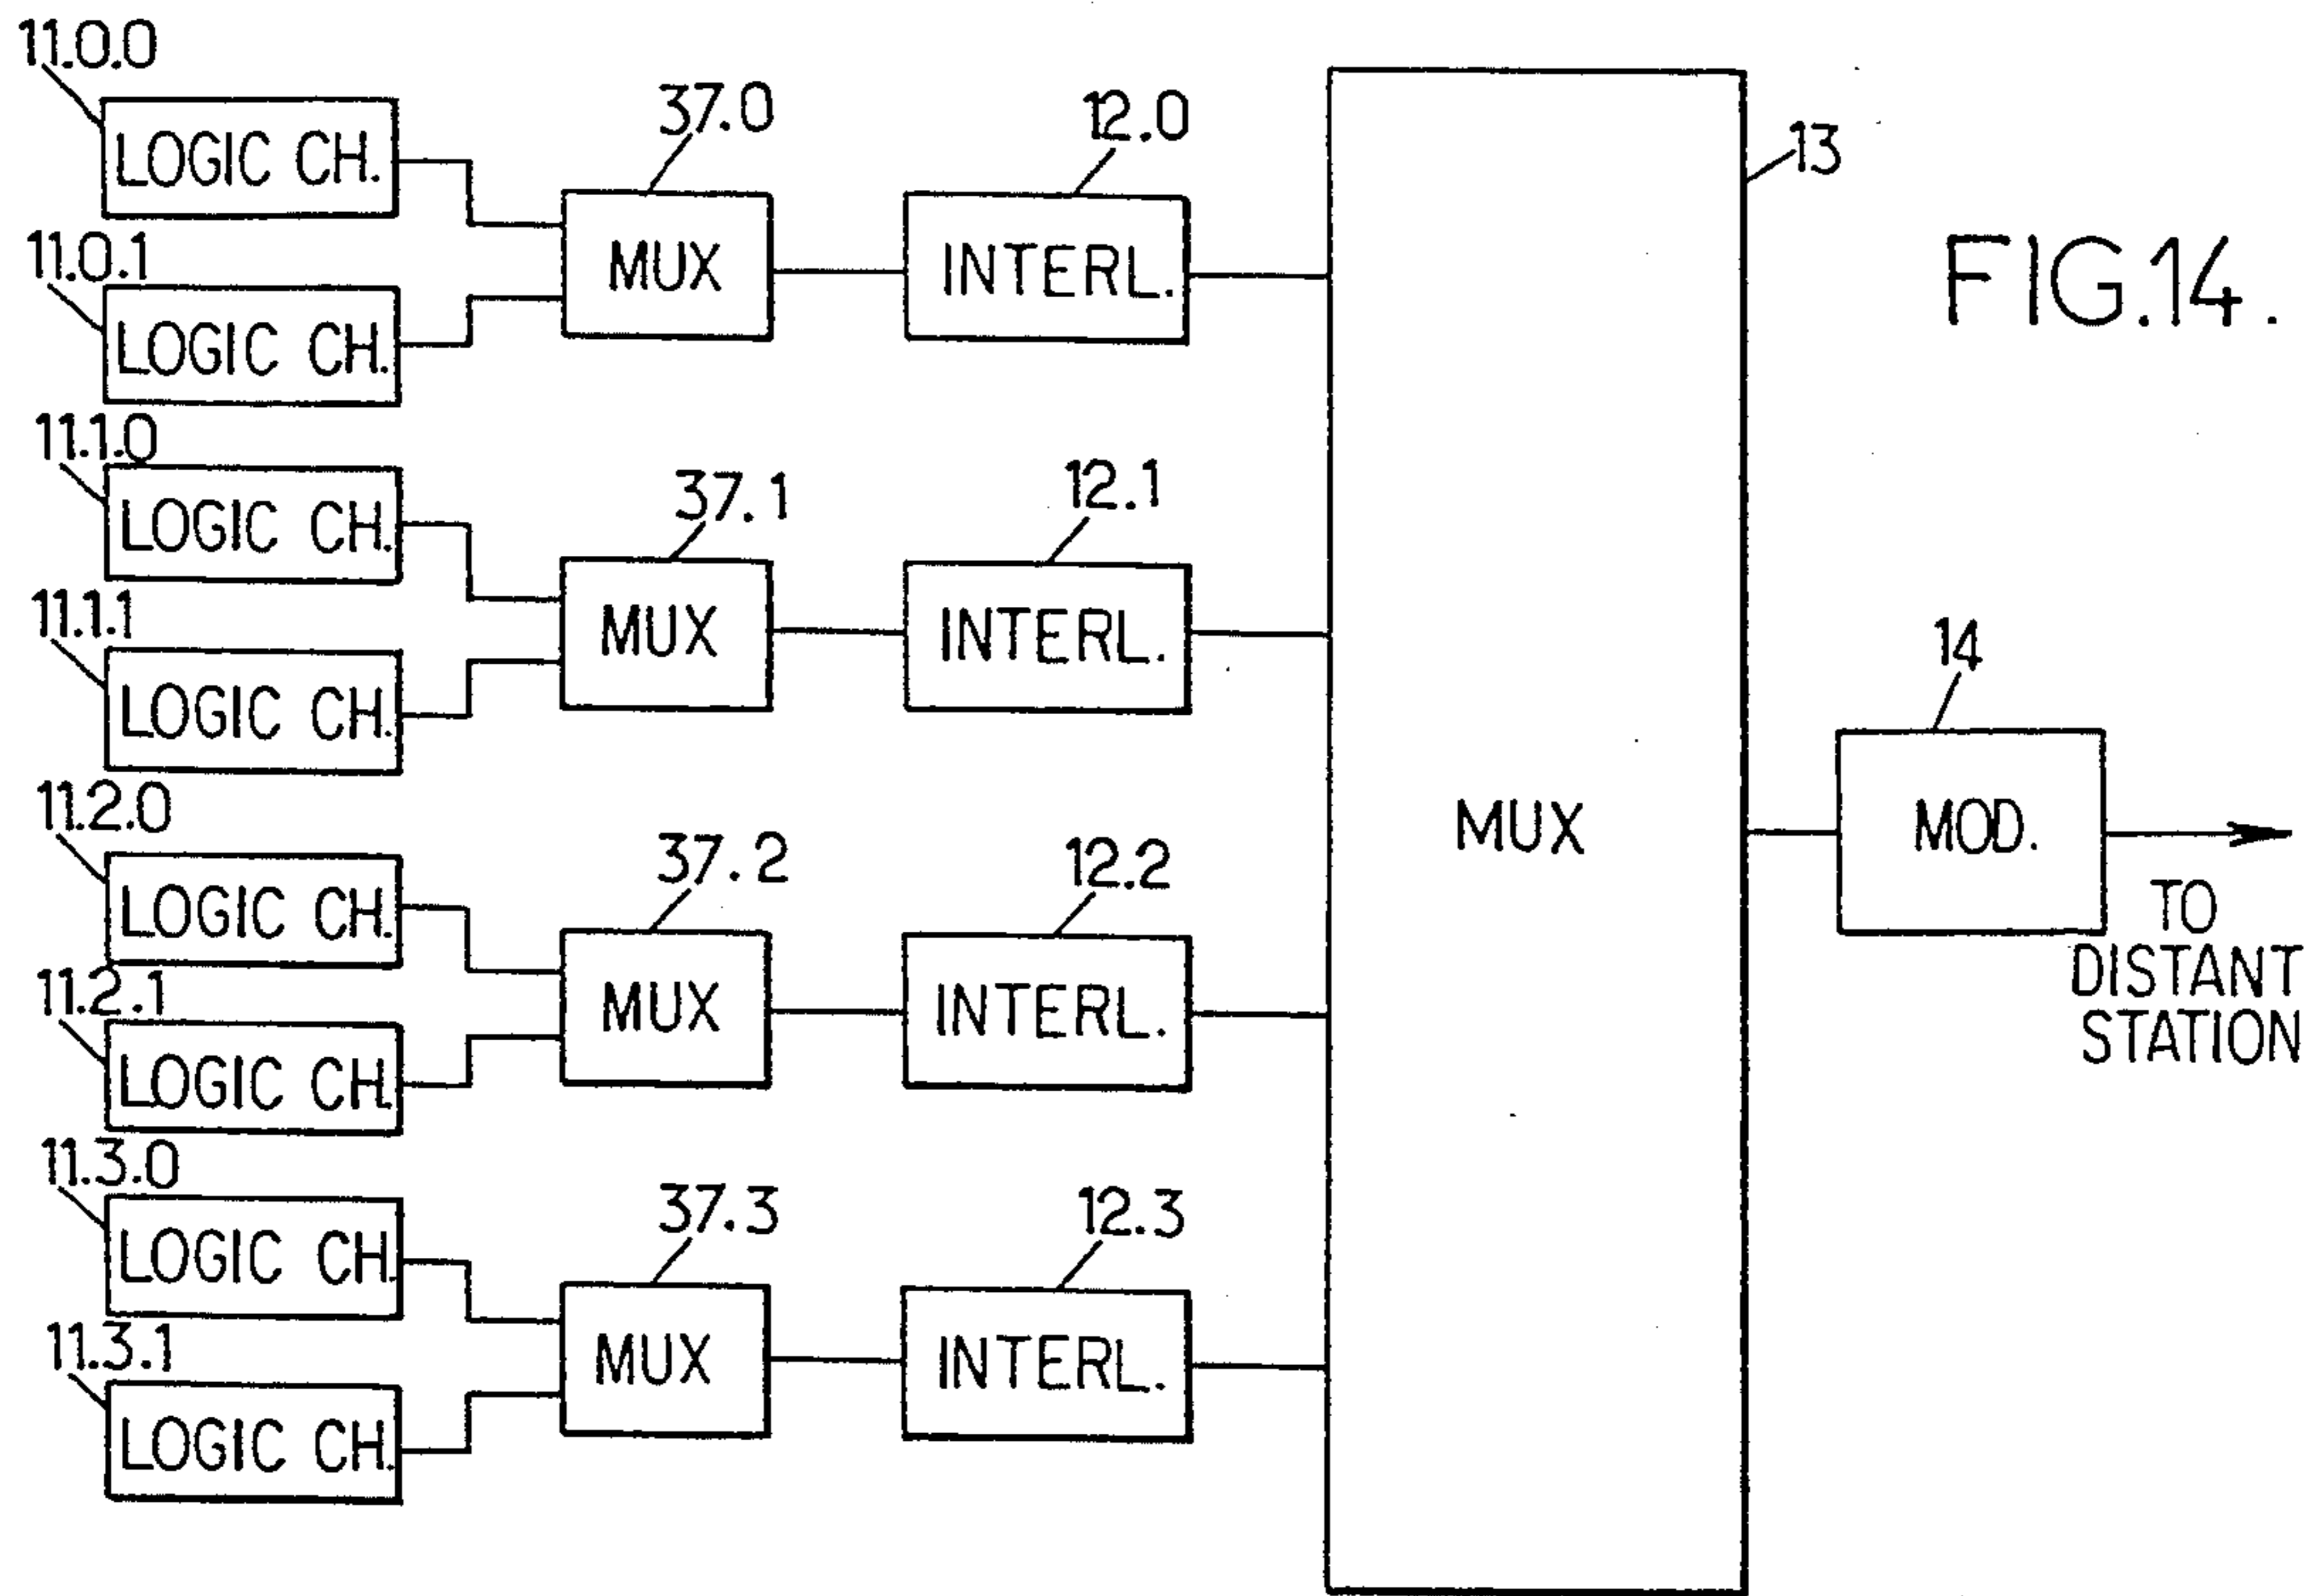 11.0.0
LOGIC CH.
37.0
12.0
13
11.0.1
LOGIC CH.
MUX
INTERL.
FIG.14.
11.1.0
LOGIC CH.
37.1
12.1
11.1.1
LOGIC CH.
MUX
INTERL.
14
11.2.0
LOGIC CH.
37.2
12.2
MUX
MOD.
TO
DISTANT
STATION
11.2.1
LOGIC CH.
MUX
INTERL.
11.3.0
LOGIC CH.
37.3
12.3
11.3.1
LOGIC CH.
MUX
INTERL.